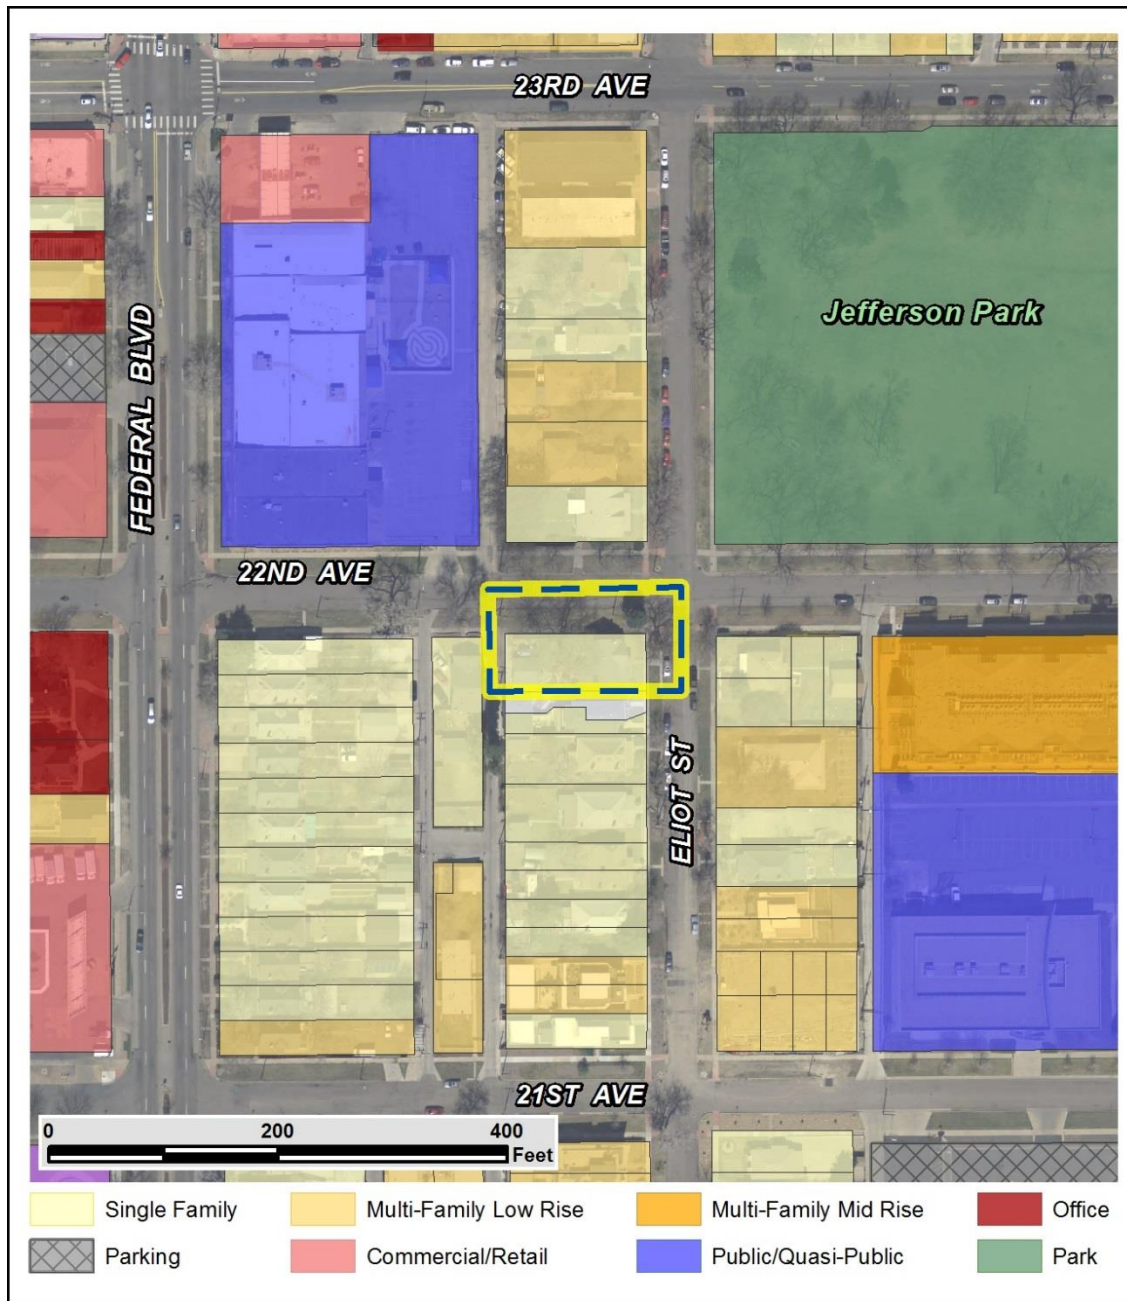 23RD AVE
Jefferson Park
FEDERAL BLVD
22ND AVE
ELIOT ST
21ST AVE
0 200 400
Feet
Single Family Multi-Family Low Rise Multi-Family Mid Rise Office
Parking Commercial/Retail Public/Quasi-Public Park